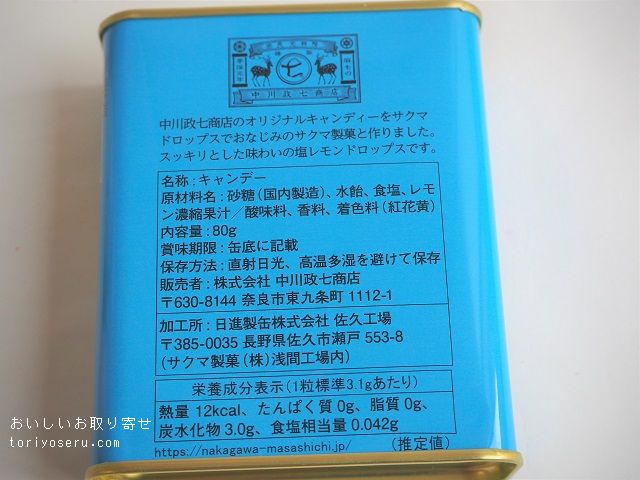 七
中川政七商店
中川政七商店のオリジナルキャンディーをサクマ
ドロップスでおなじみのサクマ製菓と作りました。
スッキリとした味わいの塩レモンドロップスです。
名称:キャンデー
原材料名:砂糖(国内製造)、水飴、食塩、レモ
ン濃縮果汁／酸味料、香料、着色料(紅花黄)
内容量:80g
賞味期限:缶底に記載
保存方法:直射日光、高温多湿を避けて保存
販売者:株式会社 中川政七商店
〒630-8144 奈良市東九条町 1112-1
加工所:日進製缶株式会社 佐久工場
〒385-0035 長野県佐久市瀬戸 553-8
(サクマ製菓(株)浅間工場内)
栄養成分表示(1粒標準3.1gあたり)
熱量 12kcal、たんぱく質 0g、脂質 0g、
炭水化物 3.0g、食塩相当量 0.042g
https://nakagawa-masashichi.jp/ (推定値)
おいしいお取り寄せ
toriyoseru.com